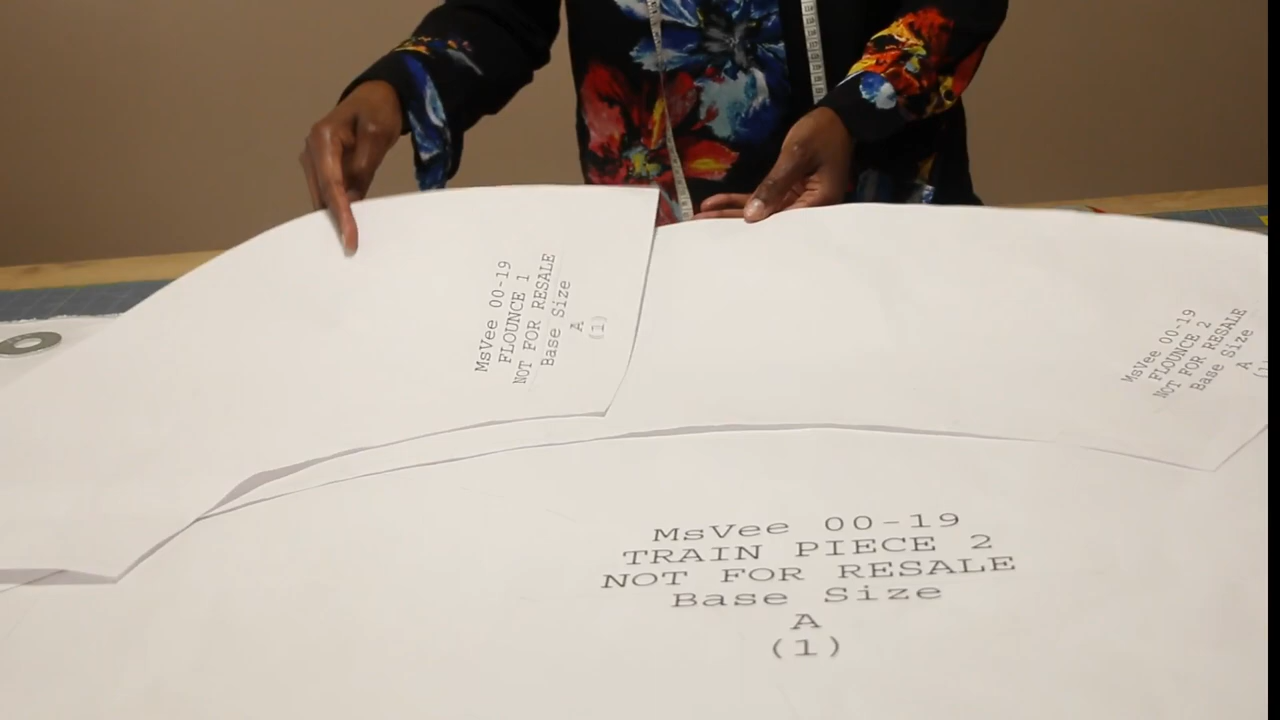 MsVee 00-19
FLOUNCE 1
NOT FOR RESALE
Base Size
A
(1)
MsVee 00-19
FLOUNCE 2
NOT FOR RESALE
Base Size
A
MsVee 00-19
TRAIN PIECE 2
NOT FOR RESALE
Base Size
A
(1)